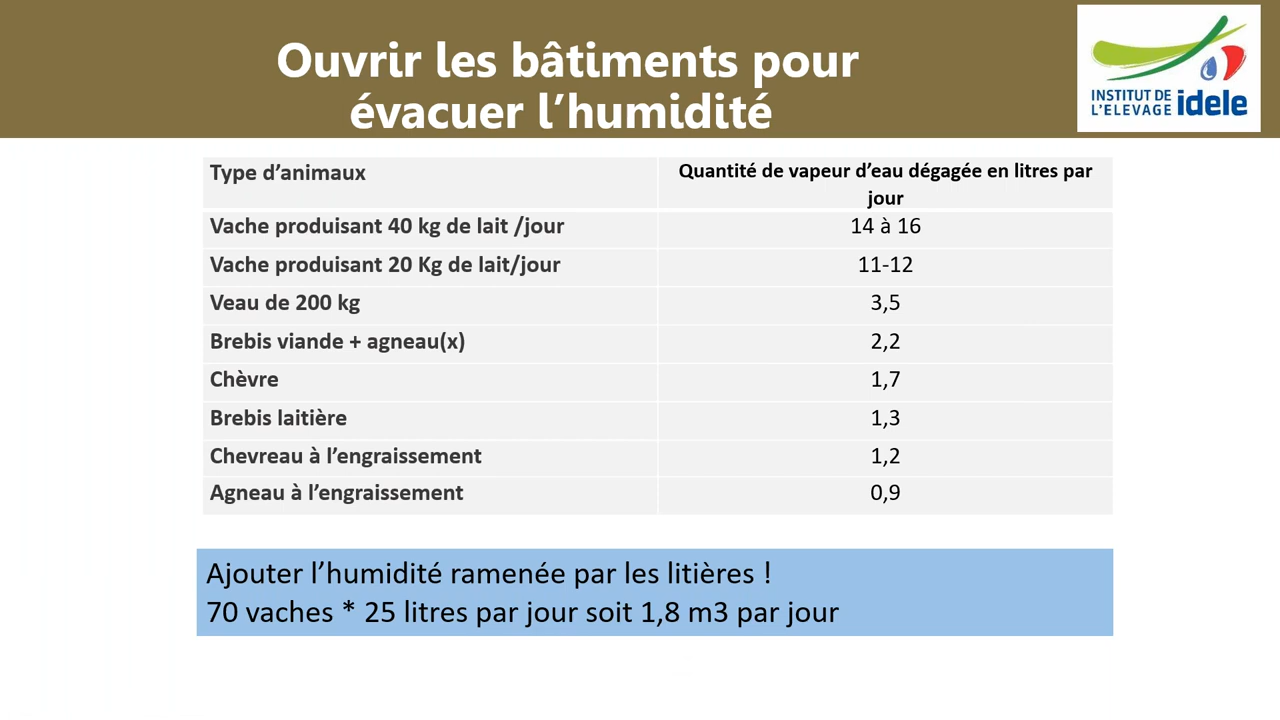 Ouvrir les bâtiments pour
évacuer l’humidité
INSTITUT DE
L'ELEVAGE idele
Type d’animaux
Quantité de vapeur d’eau dégagée en litres par
jour
Vache produisant 40 kg de lait /jour
14 à 16
Vache produisant 20 Kg de lait/jour
11-12
Veau de 200 kg
3,5
Brebis viande + agneau(x)
2,2
Chèvre
1,7
Brebis laitière
1,3
Chevreau à l’engraissement
1,2
Agneau à l’engraissement
0,9
Ajouter l’humidité ramenée par les litières !
70 vaches * 25 litres par jour soit 1,8 m3 par jour